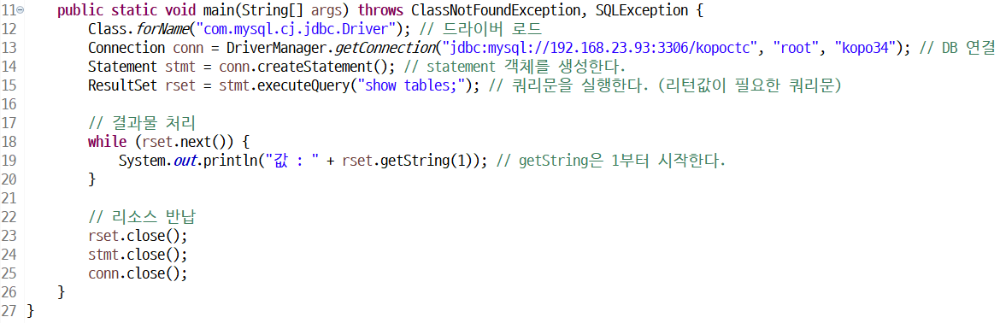 11 public static void main(String[] args) throws ClassNotFoundException, SQLException {
12 Class.forName("com.mysql.cj.jdbc.Driver"); // 드라이버 로드
13 Connection conn = DriverManager.getConnection("jdbc:mysql://192.168.23.93:3306/kopoctc", "root", "kopo34"); // DB 연결
14 Statement stmt = conn.createStatement(); // statement 객체를 생성한다.
15 ResultSet rset = stmt.executeQuery("show tables;"); // 쿼리문을 실행한다. (리턴값이 필요한 쿼리문)
16
17 // 결과물 처리
18 while (rset.next()) {
19 System.out.println("값 : " + rset.getString(1)); // getString은 1부터 시작한다.
20 }
21
22 // 리소스 반납
23 rset.close();
24 stmt.close();
25 conn.close();
26 }
27 }